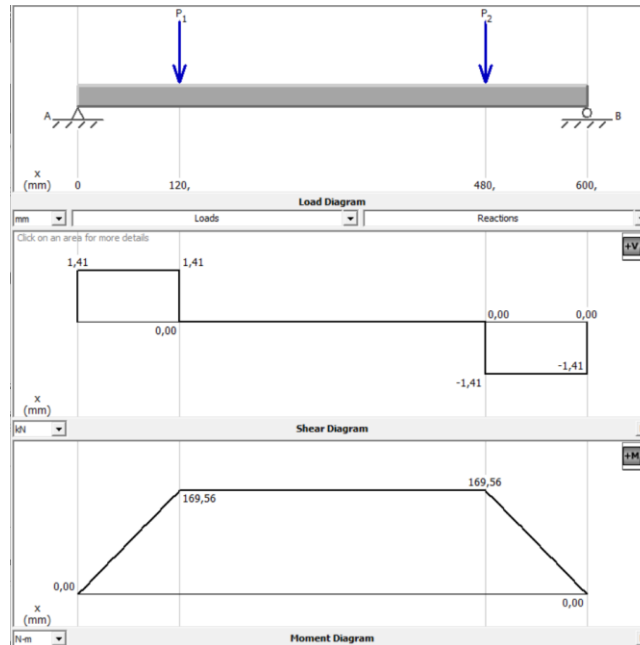 P1 P2
A B
x
(mm) 0 120, 480, 600,
Load Diagram
mm Loads Reactions
Click on an area for more details
+V
1,41 1,41
0,00 0,00 0,00
-1,41 -1,41
x
(mm)
kN Shear Diagram
+M
169,56 169,56
0,00 0,00
x
(mm)
N-m Moment Diagram